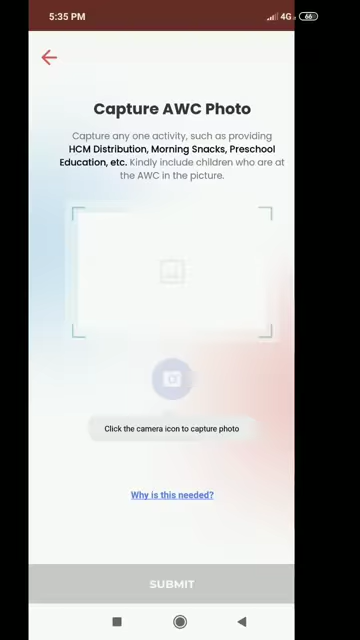 5:35 PM 4G 66
Capture AWC Photo
Capture any one activity, such as providing
HCM Distribution, Morning Snacks, Preschool
Education, etc. Kindly include children who are at
the AWC in the picture.
Click the camera icon to capture photo
Why is this needed?
SUBMIT